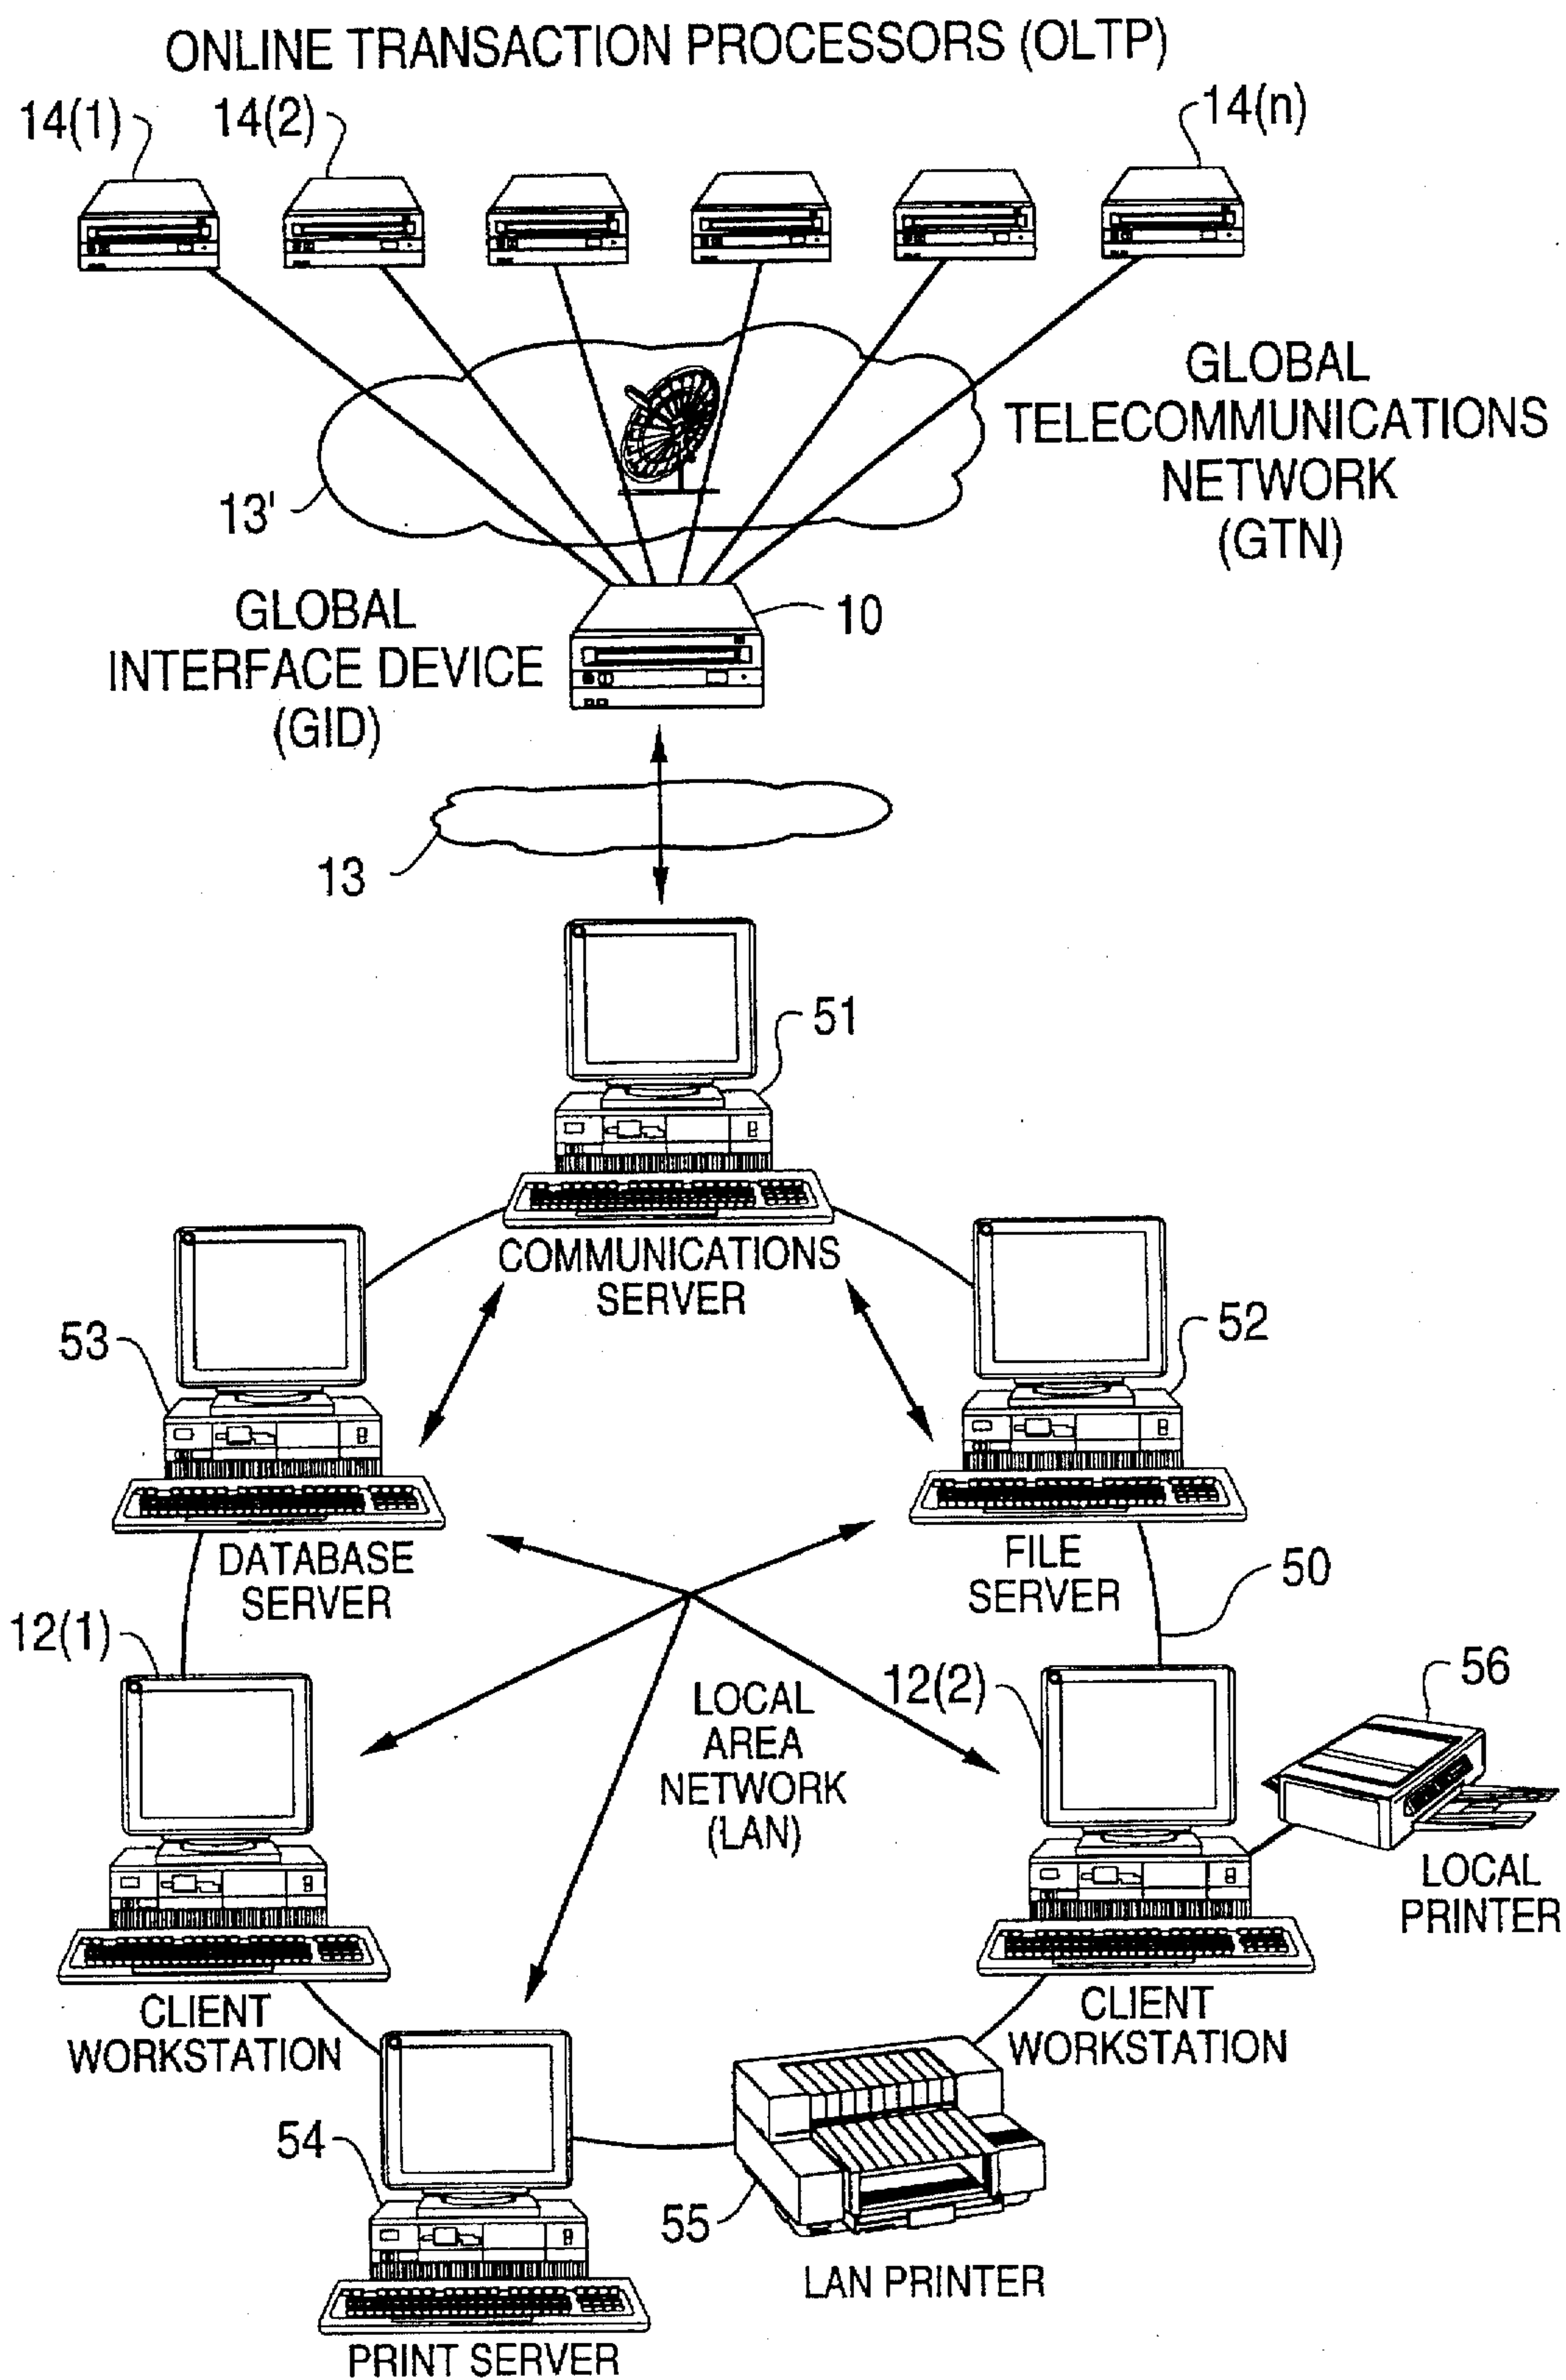 ONLINE TRANSACTION PROCESSORS (OLTP)
14(1)
14(2)
14(n)
GLOBAL
TELECOMMUNICATIONS
NETWORK
(GTN)
13'
GLOBAL
INTERFACE DEVICE
(GID)
10
13
51
COMMUNICATIONS
SERVER
53
52
DATABASE
SERVER
FILE
SERVER
50
12(1)
12(2)
56
LOCAL
AREA
NETWORK
(LAN)
LOCAL
PRINTER
CLIENT
WORKSTATION
CLIENT
WORKSTATION
54
55
LAN PRINTER
PRINT SERVER